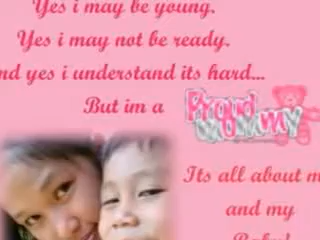 Yes i may be young.
Yes i may not be ready.
nd yes i understand its hard...
But im a Proud MOMMY
Its all about m
and my
Baby!